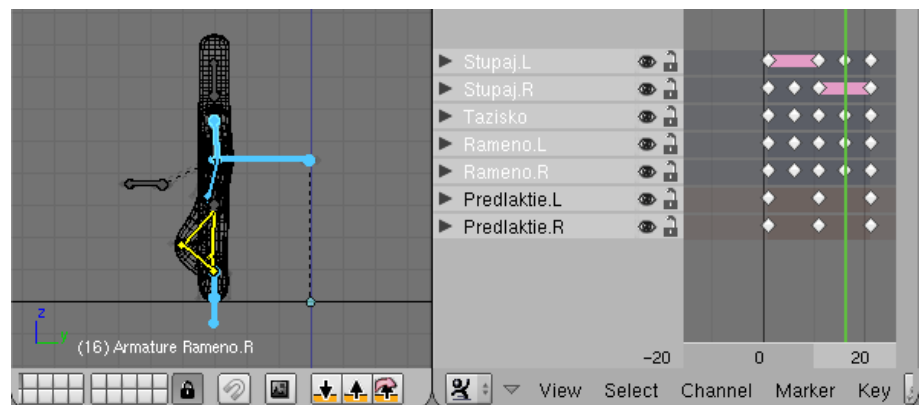 Stupaj.L
Stupaj.R
Tazisko
Rameno.L
Rameno.R
Predlaktie.L
Predlaktie.R
z
y
(16) Armature Rameno.R
-20 0 20
View Select Channel Marker Key